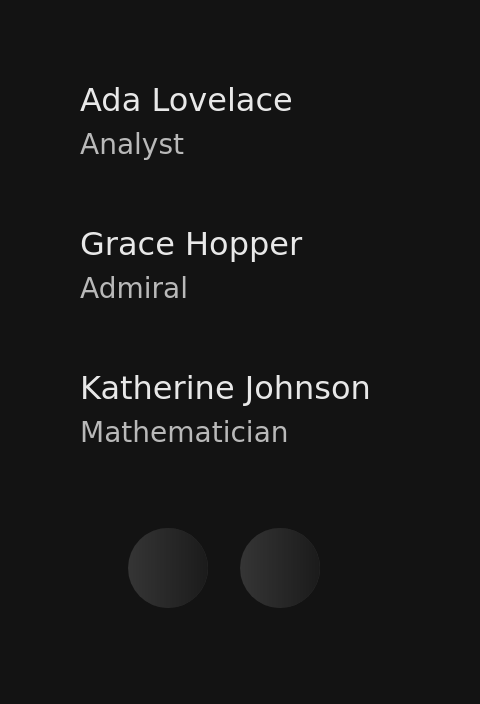 Ada Lovelace
Analyst
Grace Hopper
Admiral
Katherine Johnson
Mathematician